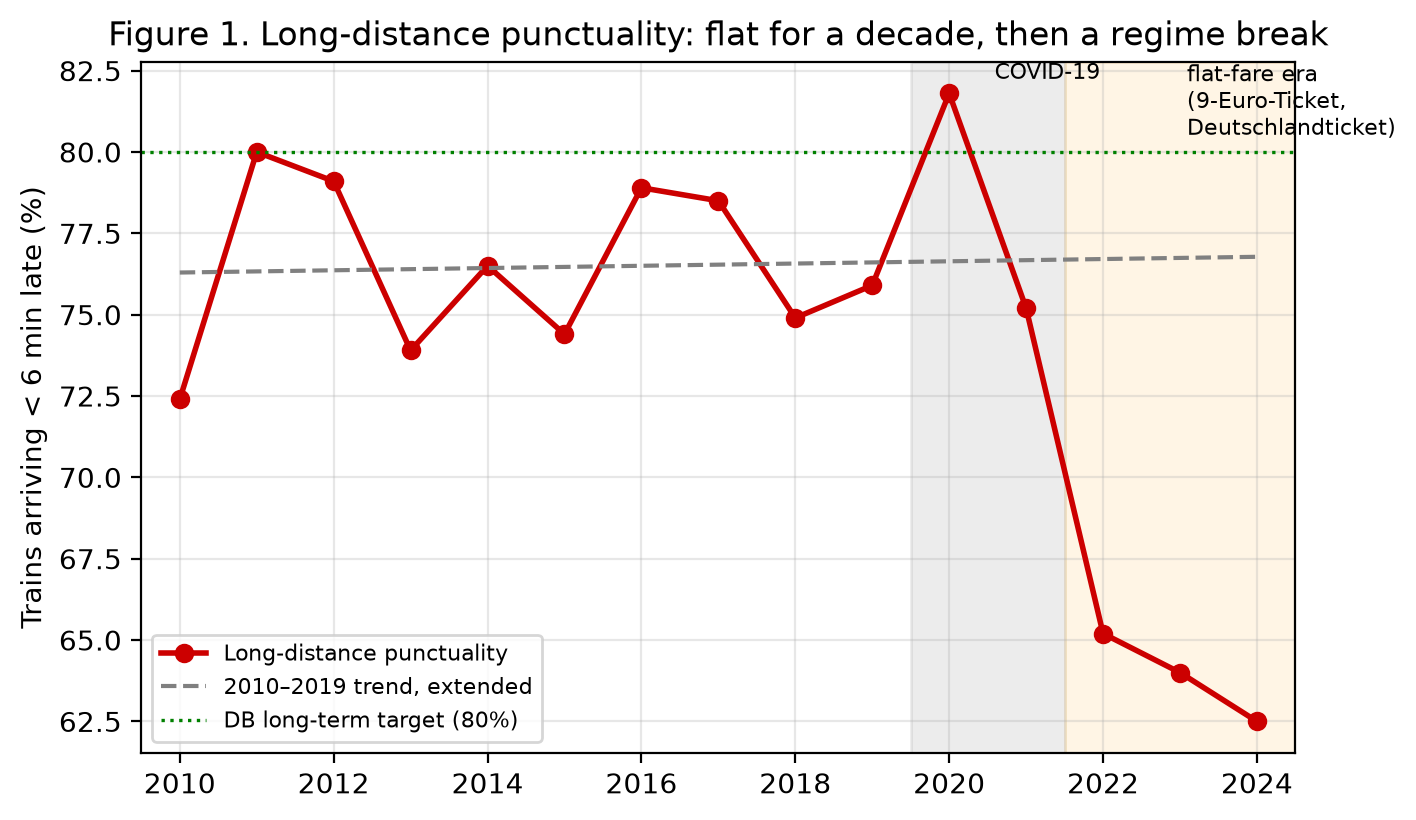 Figure 1. Long-distance punctuality: flat for a decade, then a regime break
Trains arriving < 6 min late (%)
82.5
80.0
77.5
75.0
72.5
70.0
67.5
65.0
62.5
COVID-19
flat-fare era
(9-Euro-Ticket,
Deutschlandticket)
Long-distance punctuality
2010–2019 trend, extended
DB long-term target (80%)
2010
2012
2014
2016
2018
2020
2022
2024